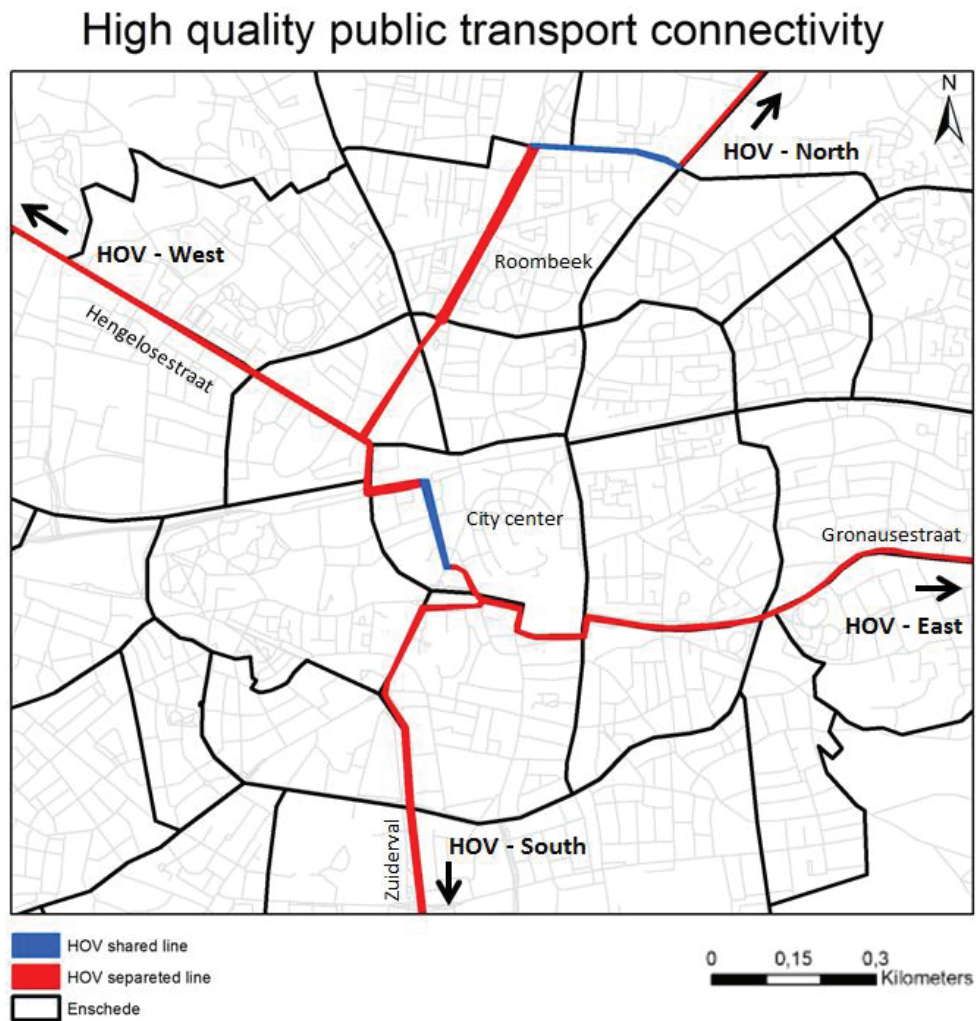 High quality public transport connectivity
N
HOV - North
HOV - West
Roombeek
Hengelosestraat
City center
Gronausestraat
HOV - East
HOV - South
Zuiderval
HOV shared line
HOV separeted line
Enschede
0 0,15 0,3
Kilometers